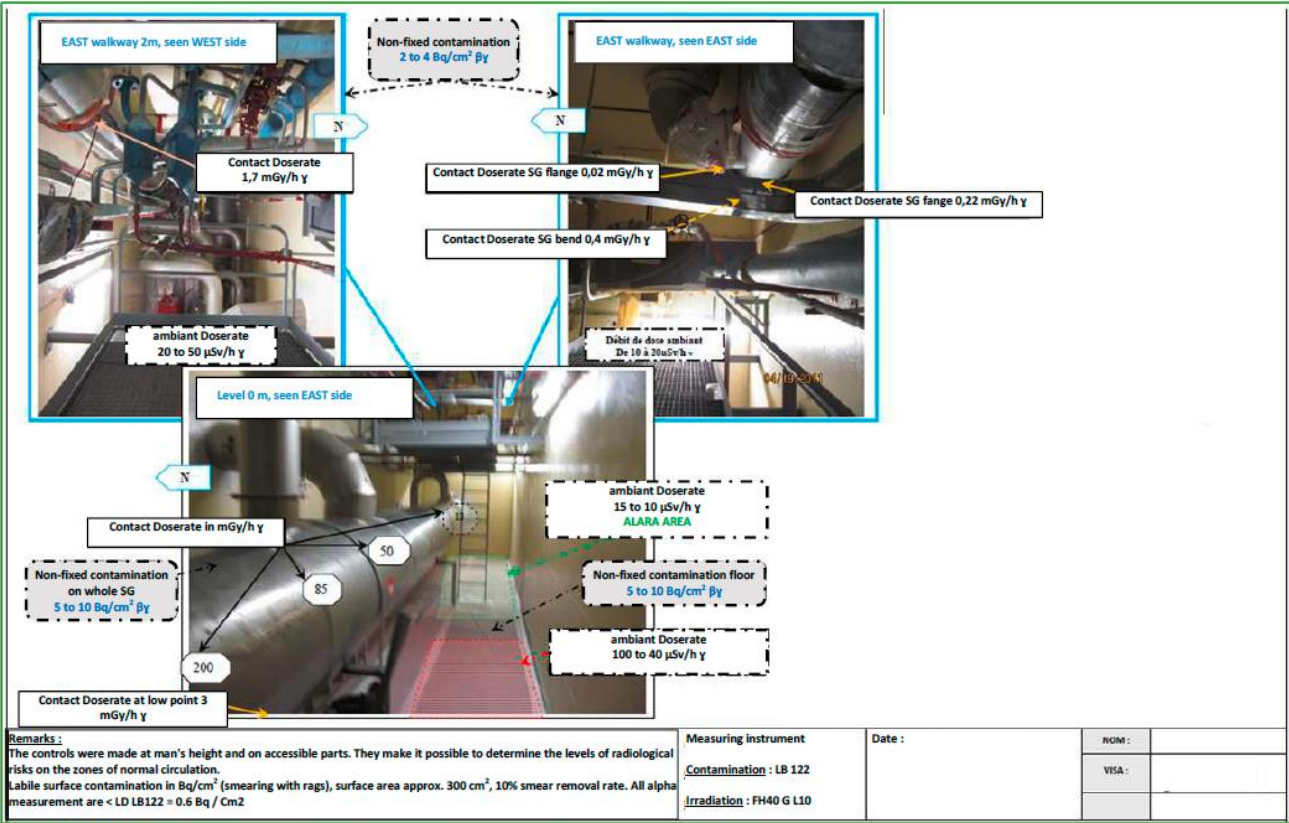 EAST walkway 2m, seen WEST side
Non-fixed contamination
2 to 4 Bq/cm² βγ
EAST walkway, seen EAST side
N
N
Contact Doserate
1,7 mGy/h γ
Contact Doserate SG flange 0,02 mGy/h γ
Contact Doserate SG fange 0,22 mGy/h γ
Contact Doserate SG bend 0,4 mGy/h γ
ambiant Doserate
20 to 50 µSv/h γ
Débit de dose ambiant
De 10 à 20µSv/h γ
04/19/2011
Level 0 m, seen EAST side
N
ambiant Doserate
15 to 10 µSv/h γ
ALARA AREA
Contact Doserate in mGy/h γ
50
85
200
Non-fixed contamination
on whole SG
5 to 10 Bq/cm² βγ
Non-fixed contamination floor
5 to 10 Bq/cm² βγ
ambiant Doserate
100 to 40 µSv/h γ
Contact Doserate at low point 3
mGy/h γ
Remarks :
The controls were made at man's height and on accessible parts. They make it possible to determine the levels of radiological
risks on the zones of normal circulation.
Labile surface contamination in Bq/cm² (smearing with rags), surface area approx. 300 cm², 10% smear removal rate. All alpha
measurement are < LD LB122 = 0.6 Bq / Cm2
Measuring instrument
Contamination : LB 122
Irradiation : FH40 G L10
Date :
NOM :
VISA :